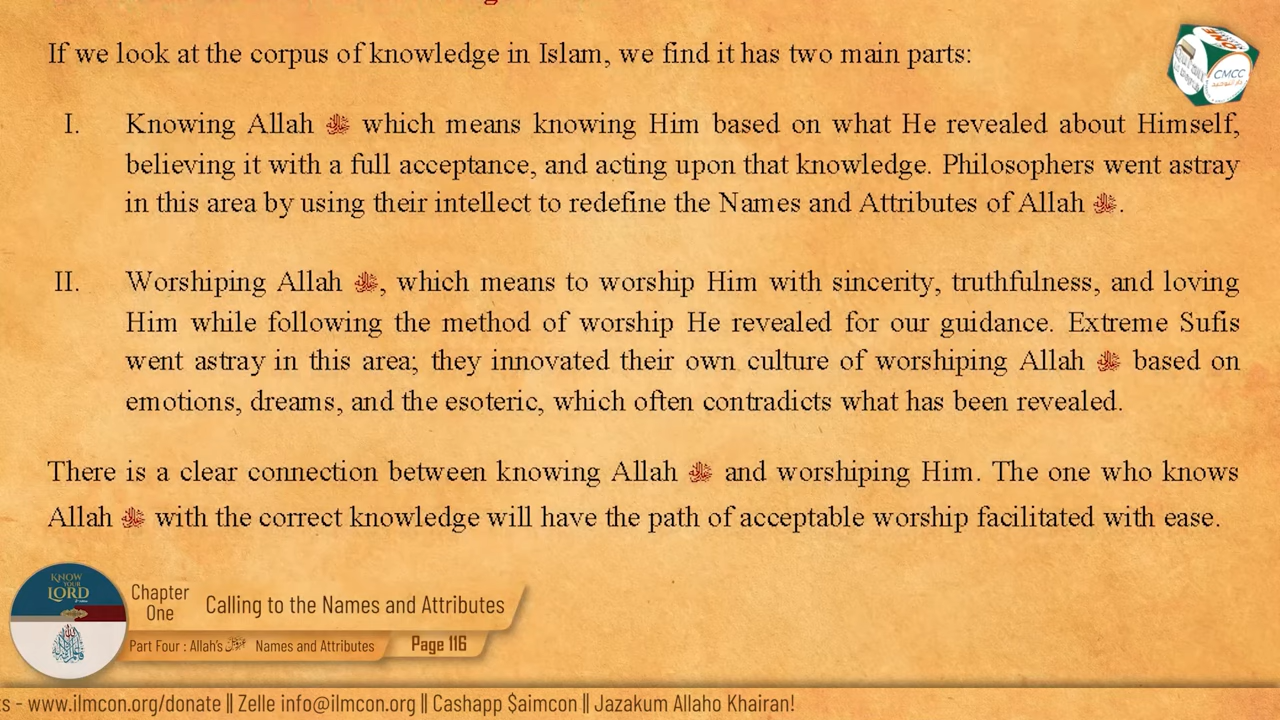 If we look at the corpus of knowledge in Islam, we find it has two main parts:
I. Knowing Allah ﷻ which means knowing Him based on what He revealed about Himself,
believing it with a full acceptance, and acting upon that knowledge. Philosophers went astray
in this area by using their intellect to redefine the Names and Attributes of Allah ﷻ.
II. Worshiping Allah ﷻ, which means to worship Him with sincerity, truthfulness, and loving
Him while following the method of worship He revealed for our guidance. Extreme Sufis
went astray in this area; they innovated their own culture of worshiping Allah ﷻ based on
emotions, dreams, and the esoteric, which often contradicts what has been revealed.
There is a clear connection between knowing Allah ﷻ and worshiping Him. The one who knows
Allah ﷻ with the correct knowledge will have the path of acceptable worship facilitated with ease.
CMCC
KNOW
YOUR
LORD
Chapter
One
Calling to the Names and Attributes
Part Four : Allah's ﷻ Names and Attributes
Page 116
- www.ilmcon.org/donate || Zelle info@ilmcon.org || Cashapp $aimcon || Jazakum Allaho Khairan!